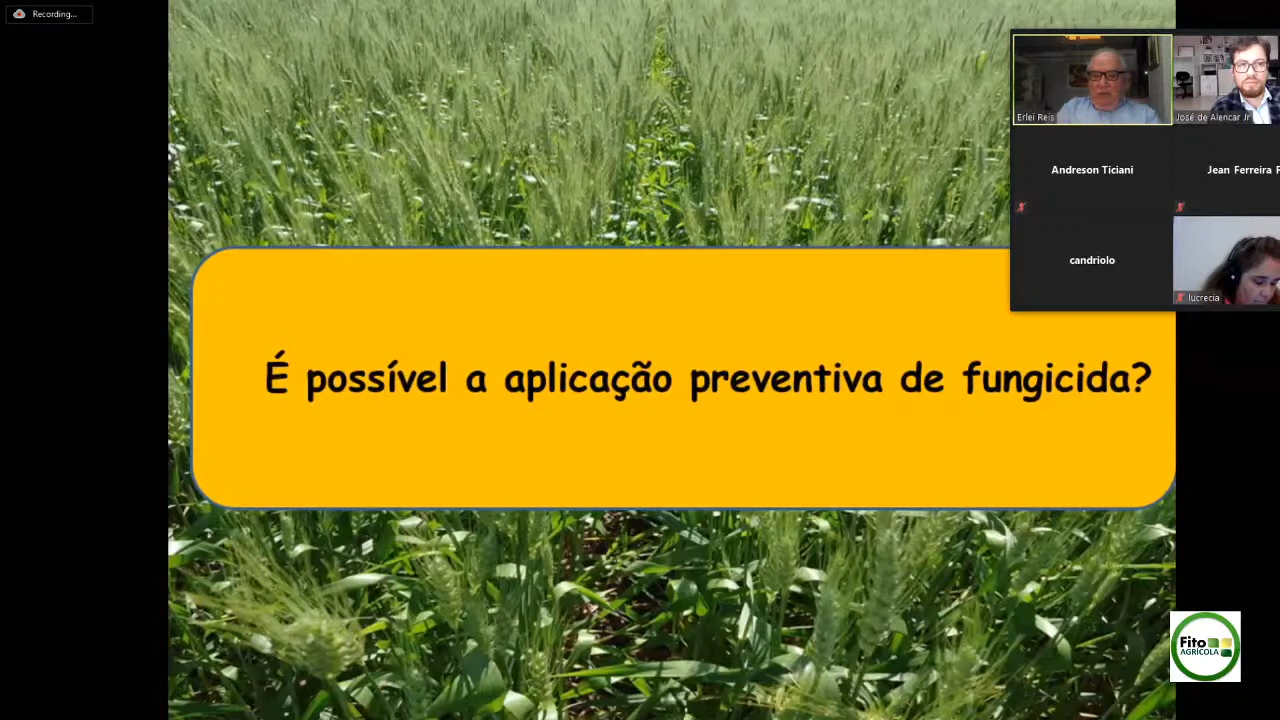 Recording...
Erlei Reis
José de Alencar Jr
Andreson Ticiani
Jean Ferreira
candriolo
lucrecia
É possível a aplicação preventiva de fungicida?
Fito
AGRÍCOLA